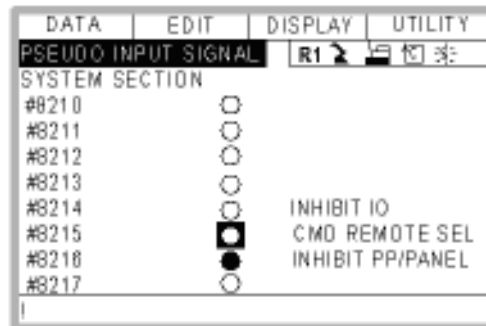 DATA EDIT DISPLAY UTILITY
PSEUDO INPUT SIGNAL R1
SYSTEM SECTION
#8210
#8211
#8212
#8213
#8214 INHIBIT IO
#8215 CMD REMOTE SEL
#8216 INHIBIT PP/PANEL
#8217
!